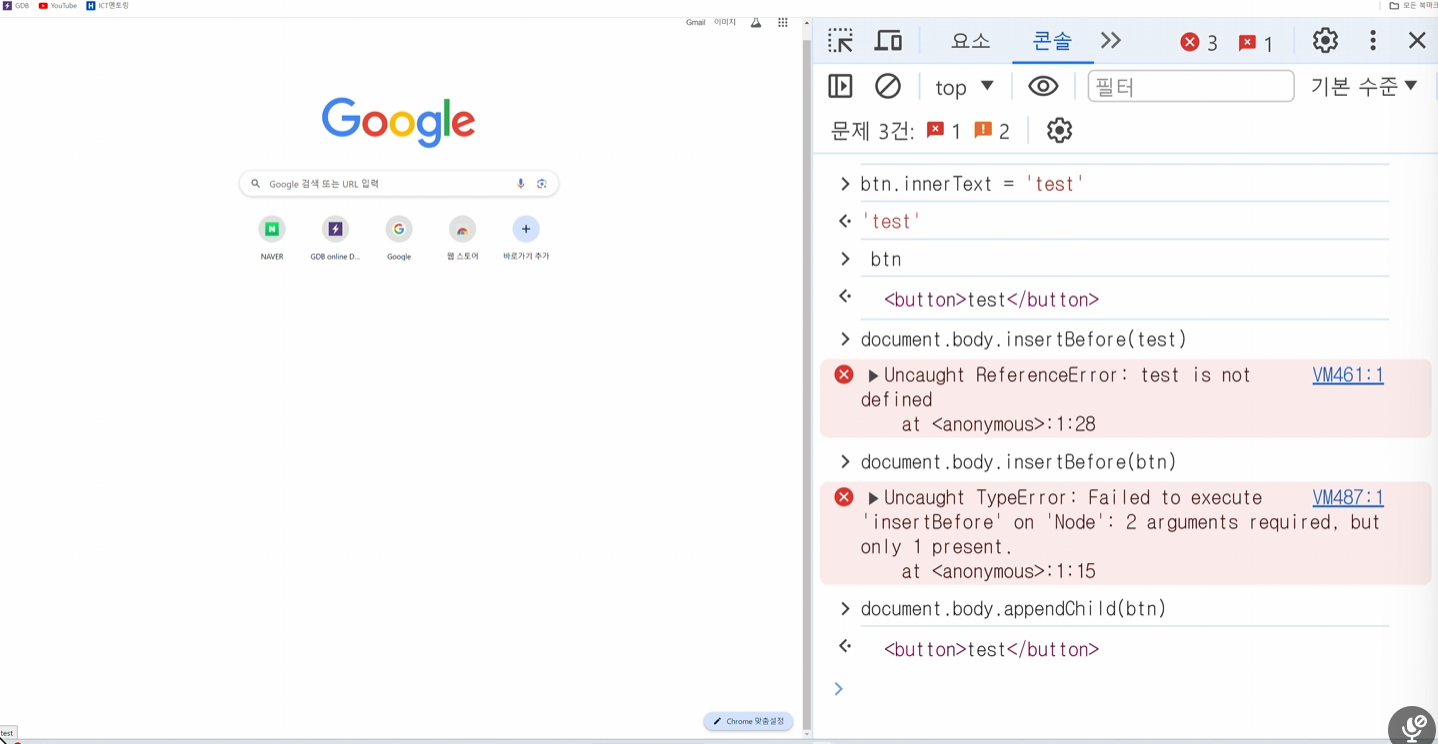 GDB YouTube ICT멘토링
모든 북마크
Gmail 이미지
Google
Google 검색 또는 URL 입력
NAVER GDB online D... Google 웹 스토어 바로가기 추가
Chrome 맞춤설정
test
요소 콘솔 3 1
top 필터 기본 수준
문제 3건: 1 2
btn.innerText = 'test'
'test'
btn
<button>test</button>
document.body.insertBefore(test)
Uncaught ReferenceError: test is not VM461:1
defined
at <anonymous>:1:28
document.body.insertBefore(btn)
Uncaught TypeError: Failed to execute VM487:1
'insertBefore' on 'Node': 2 arguments required, but
only 1 present.
at <anonymous>:1:15
document.body.appendChild(btn)
<button>test</button>